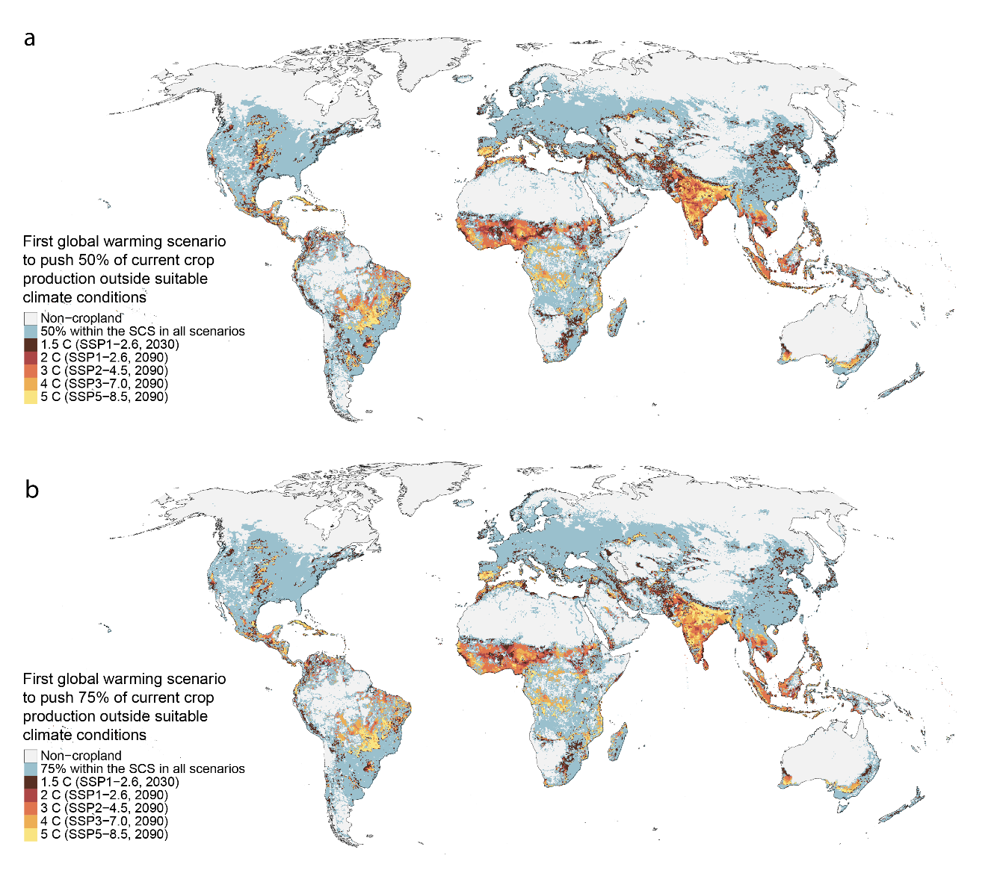 a
First global warming scenario
to push 50% of current crop
production outside suitable
climate conditions
Non−cropland
50% within the SCS in all scenarios
1.5 C (SSP1−2.6, 2030)
2 C (SSP1−2.6, 2090)
3 C (SSP2−4.5, 2090)
4 C (SSP3−7.0, 2090)
5 C (SSP5−8.5, 2090)
b
First global warming scenario
to push 75% of current crop
production outside suitable
climate conditions
Non−cropland
75% within the SCS in all scenarios
1.5 C (SSP1−2.6, 2030)
2 C (SSP1−2.6, 2090)
3 C (SSP2−4.5, 2090)
4 C (SSP3−7.0, 2090)
5 C (SSP5−8.5, 2090)